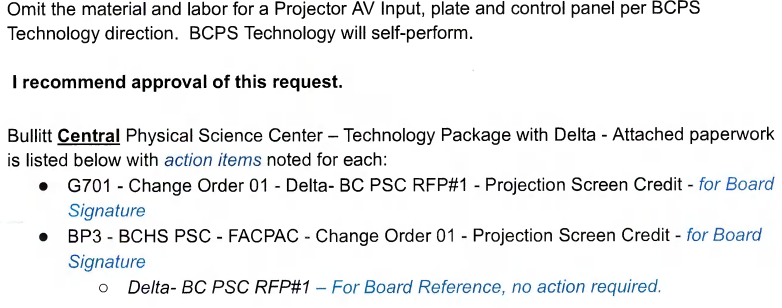 Omit the material and labor for a Projector AV Input, plate and control panel per BCPS
Technology direction.  BCPS Technology will self-perform.
I recommend approval of this request.
Bullitt Central Physical Science Center – Technology Package with Delta - Attached paperwork
is listed below with action items noted for each:
● G701 - Change Order 01 - Delta- BC PSC RFP#1 - Projection Screen Credit - for Board
Signature
● BP3 - BCHS PSC - FACPAC - Change Order 01 - Projection Screen Credit - for Board
Signature
○ Delta- BC PSC RFP#1 – For Board Reference, no action required.